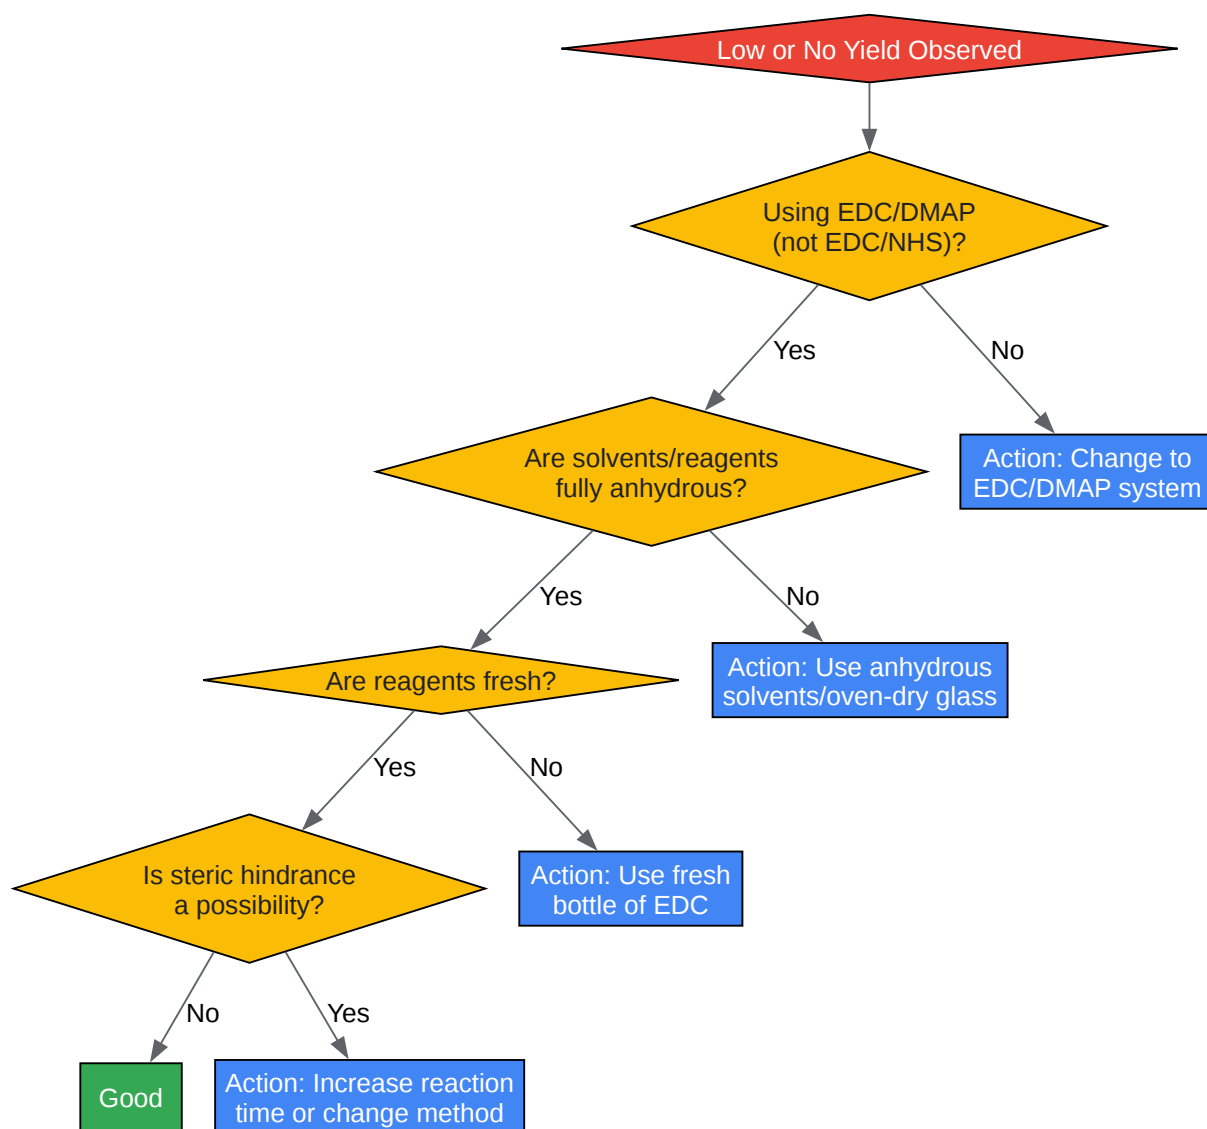 Low or No Yield Observed
Using EDC/DMAP
(not EDC/NHS)?
Yes
No
Are solvents/reagents
fully anhydrous?
Action: Change to
EDC/DMAP system
Yes
No
Are reagents fresh?
Action: Use anhydrous
solvents/oven-dry glass
Yes
No
Is steric hindrance
a possibility?
Action: Use fresh
bottle of EDC
No
Yes
Good
Action: Increase reaction
time or change method